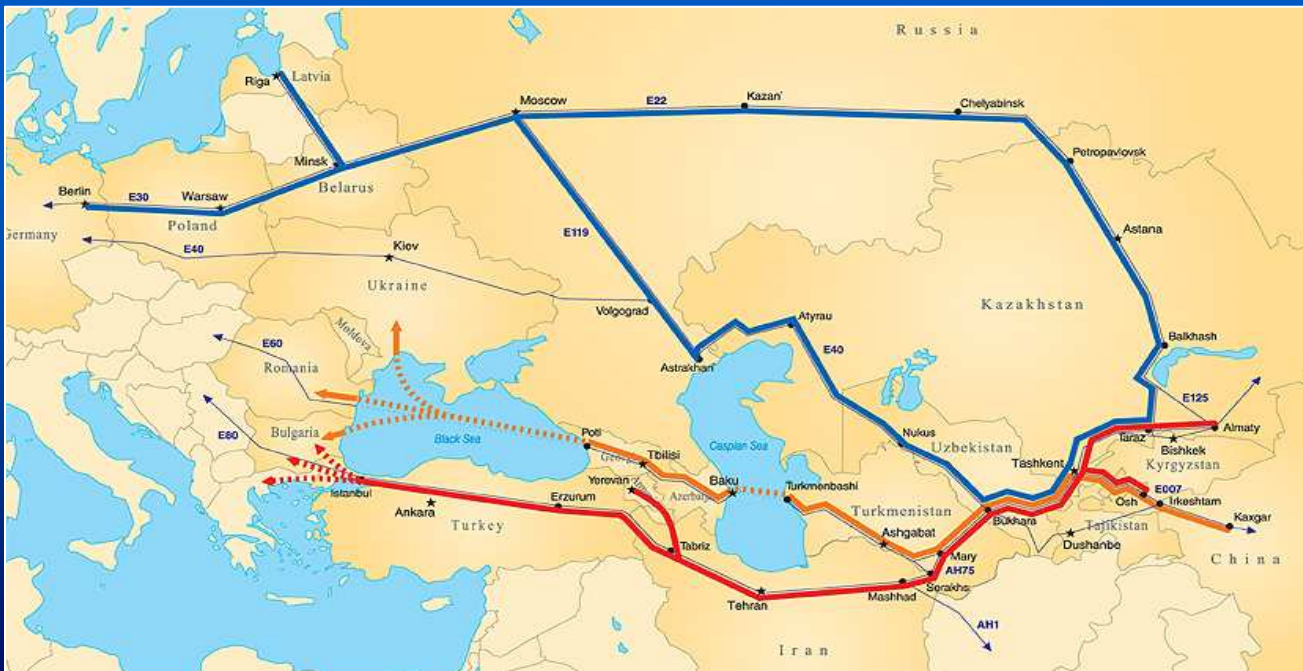 Russia
Riga
Latvia
Moscow
E22
Kazan'
Chelyabinsk
Minsk
Belarus
Petropavlovsk
Berlin
E30
Warsaw
Poland
Germany
E40
Kiev
E119
Astana
Ukraine
Volgograd
Kazakhstan
Moldova
Atyrau
E60
Romania
Astrakhan'
E40
Balkhash
E125
E80
Bulgaria
Black Sea
Poti
Caspian Sea
Nukus
Uzbekistan
Taraz
Almaty
Bishkek
Kyrgyzstan
Tbilisi
Tashkent
Yerevan
Baku
Turkmenbashi
Istanbul
Ankara
Erzurum
Turkey
Turkmenistan
Bukhara
Osh
E007
Irkeshtam
Tajikistan
Kaxgar
Ashgabat
Dushanbe
China
Tabriz
Mary
AH75
Serakhs
Mashhad
Tehran
AH1
Iran